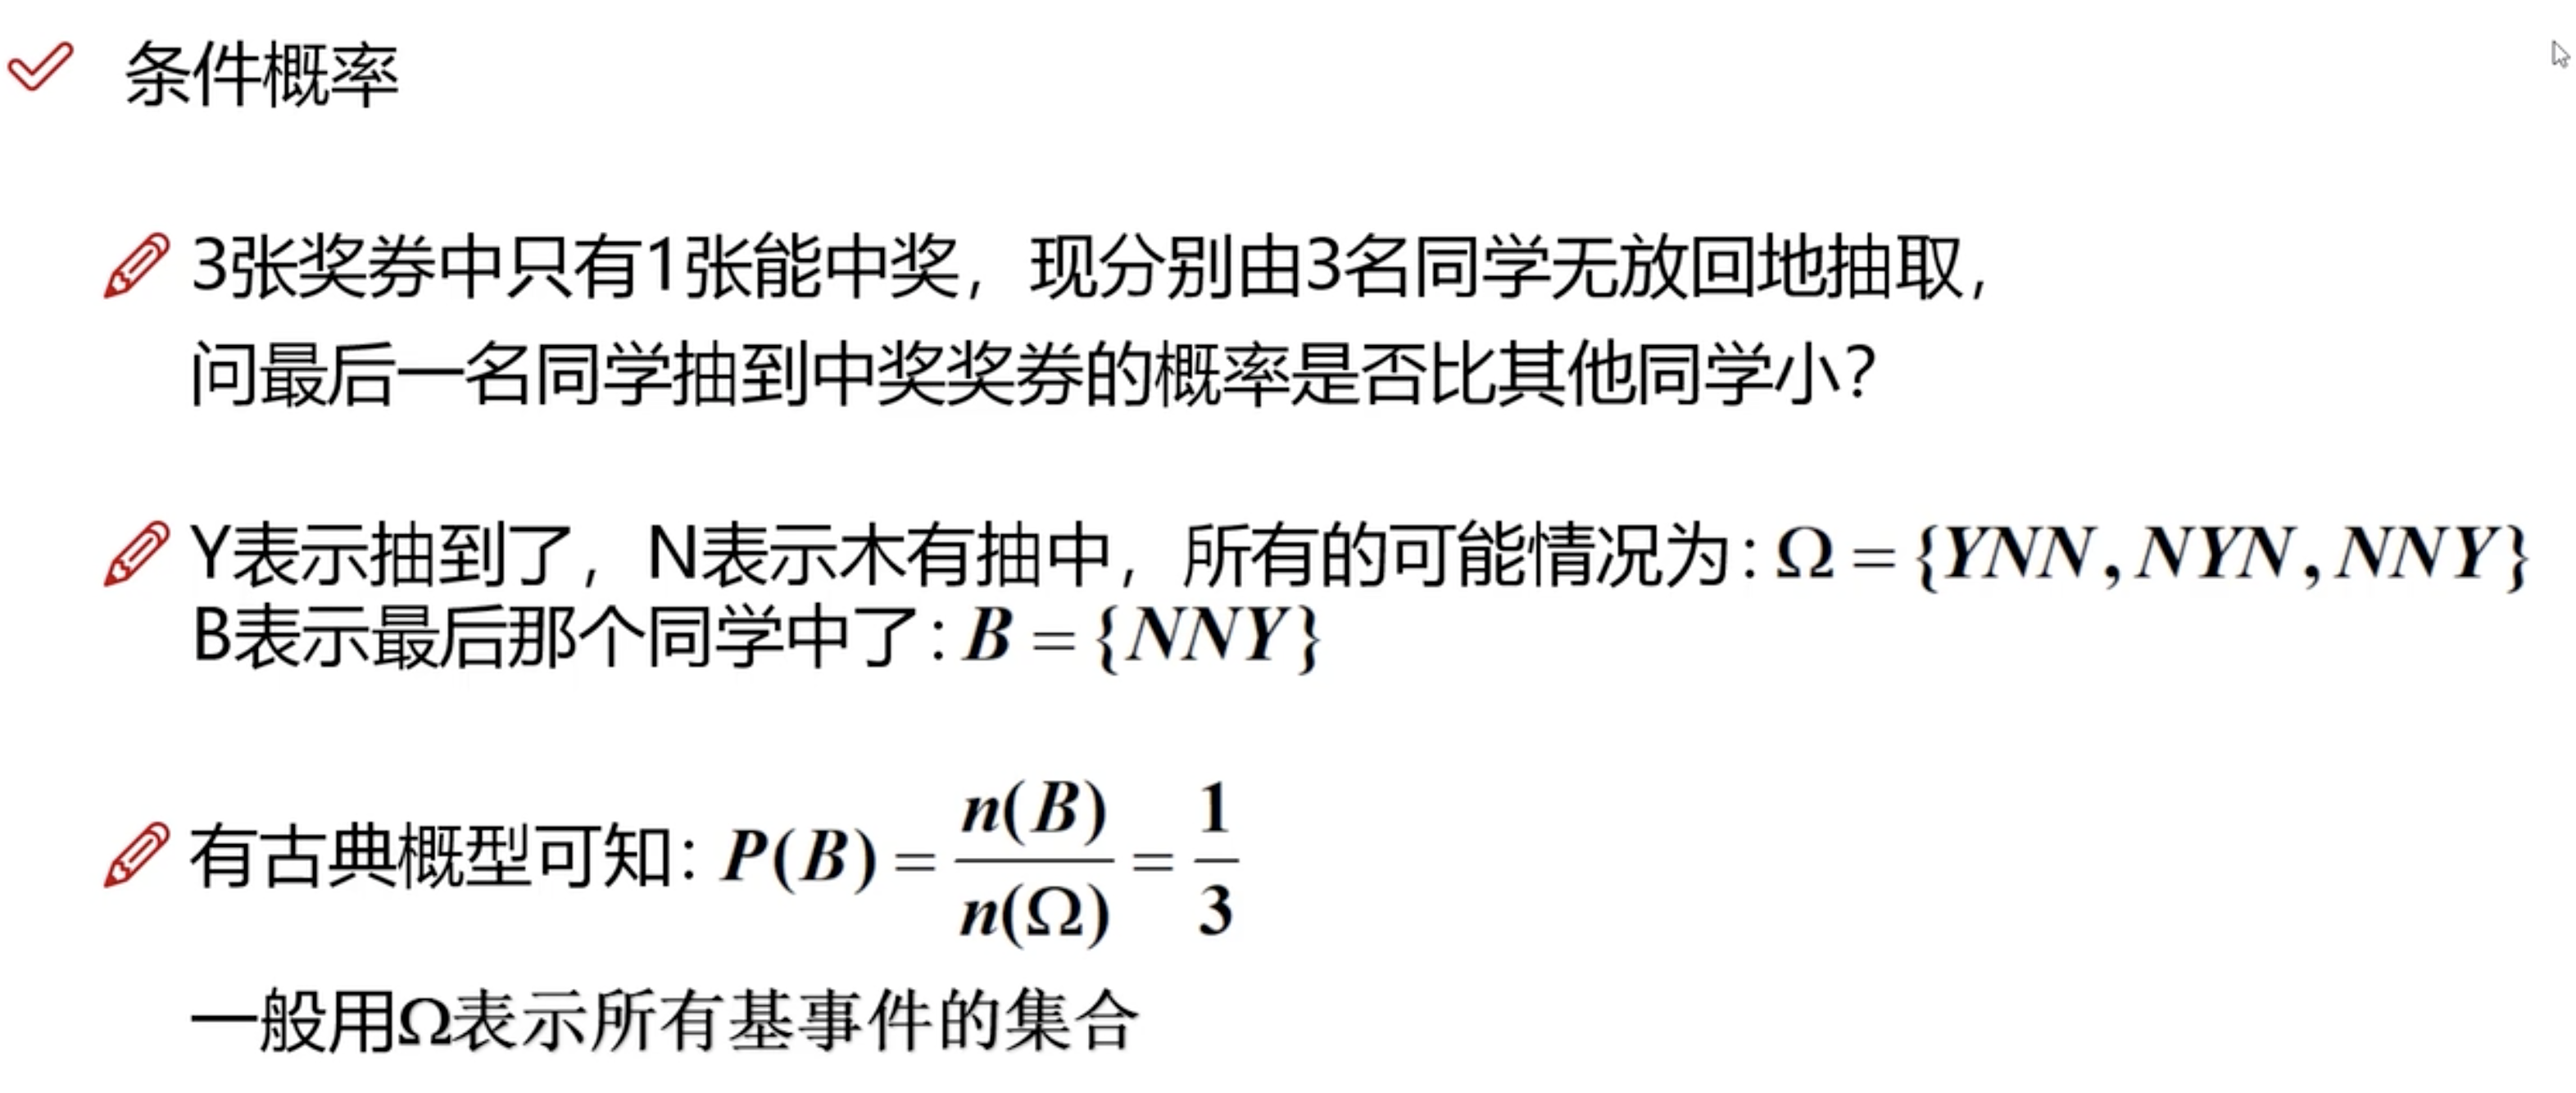 条件概率
3张奖券中只有1张能中奖，现分别由3名同学无放回地抽取，
问最后一名同学抽到中奖奖券的概率是否比其他同学小？
Y表示抽到了，N表示木有抽中，所有的可能情况为：Ω = {YNN, NYN, NNY}
B表示最后那个同学中了：B = {NNY}
有古典概型可知：P(B) = n(B)/n(Ω) = 1/3
一般用Ω表示所有基事件的集合